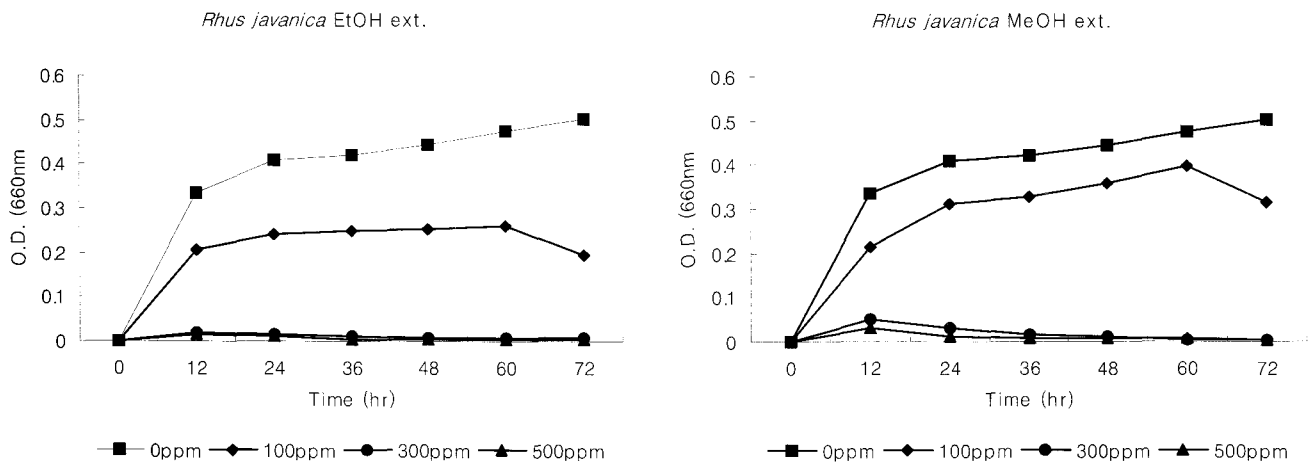 Rhus javanica EtOH ext.
O.D. (660nm
0.6
0.5
0.4
0.3
0.2
0.1
0
0 12 24 36 48 60 72
Time (hr)
0ppm 100ppm 300ppm 500ppm
Rhus javanica MeOH ext.
O.D. (660nm
0.6
0.5
0.4
0.3
0.2
0.1
0
0 12 24 36 48 60 72
Time (hr)
0ppm 100ppm 300ppm 500ppm